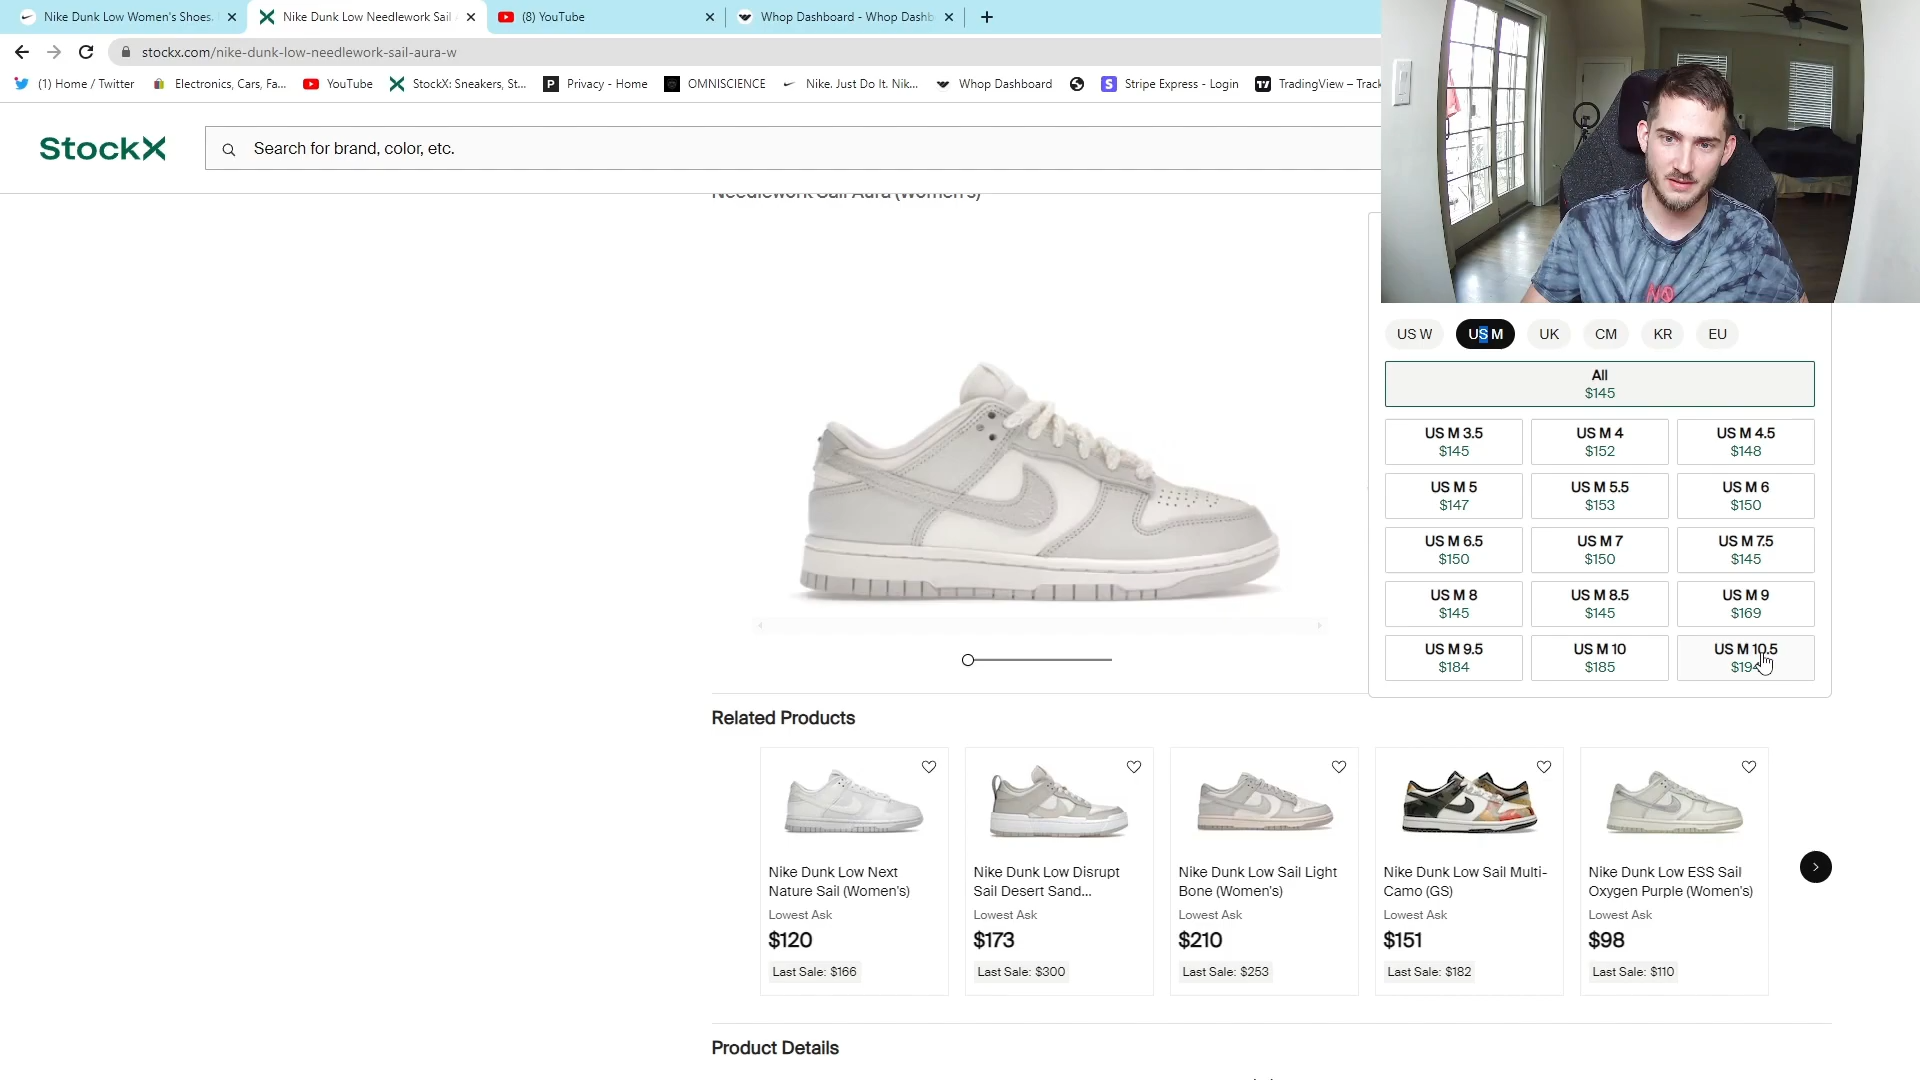 Nike Dunk Low Women's Shoes.
Nike Dunk Low Needlework Sail
(8) YouTube
Whop Dashboard - Whop Dashb
stockx.com/nike-dunk-low-needlework-sail-aura-w
(1) Home / Twitter
Electronics, Cars, Fa...
YouTube
StockX: Sneakers, St...
Privacy - Home
OMNISCIENCE
Nike. Just Do It. Nik...
Whop Dashboard
Stripe Express - Login
TradingView – Track
StockX
Search for brand, color, etc.
Needlework Sail Aura (Women's)
US W
US M
UK
CM
KR
EU
All
$145
US M 3.5
$145
US M 4
$152
US M 4.5
$148
US M 5
$147
US M 5.5
$153
US M 6
$150
US M 6.5
$150
US M 7
$150
US M 7.5
$145
US M 8
$145
US M 8.5
$145
US M 9
$169
US M 9.5
$184
US M 10
$185
US M 10.5
Related Products
Nike Dunk Low Next
Nature Sail (Women's)
Lowest Ask
$120
Last Sale: $166
Nike Dunk Low Disrupt
Sail Desert Sand...
Lowest Ask
$173
Last Sale: $300
Nike Dunk Low Sail Light
Bone (Women's)
Lowest Ask
$210
Last Sale: $253
Nike Dunk Low Sail Multi-
Camo (GS)
Lowest Ask
$151
Last Sale: $182
Nike Dunk Low ESS Sail
Oxygen Purple (Women's)
Lowest Ask
$98
Last Sale: $110
Product Details